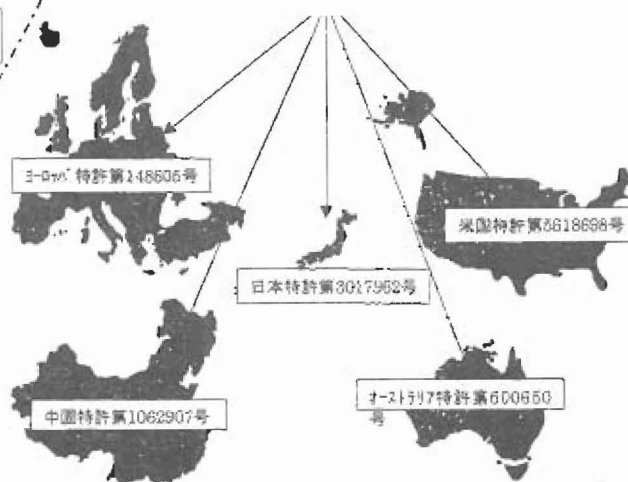 ヨーロッパ 特許第148605号
米国特許第5618698号
日本特許第3017962号
中国特許第1062907号
オーストラリア特許第600650
号